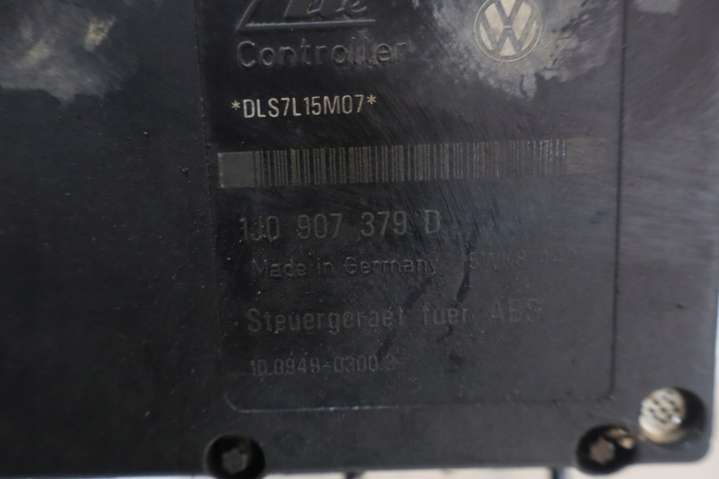 Controller
*DLS7L15M07*
1J0 907 379 D
Made in Germany
Steuergeraet fuer ABS
10.0949-0300.3